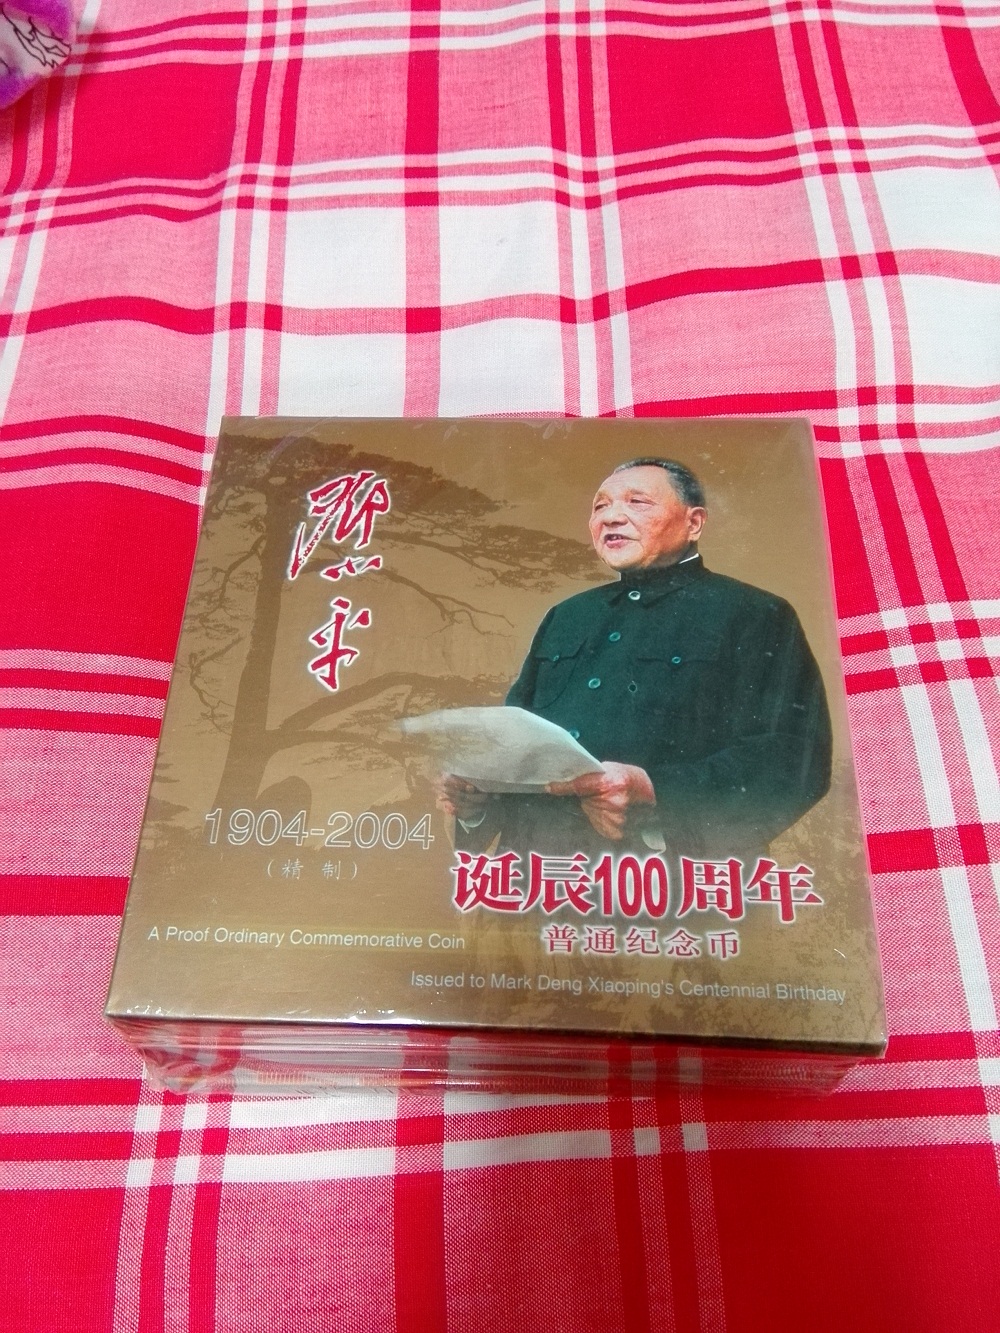 邓小平
1904-2004
(精制)
诞辰100周年
普通纪念币
A Proof Ordinary Commemorative Coin
Issued to Mark Deng Xiaoping's Centennial Birthday